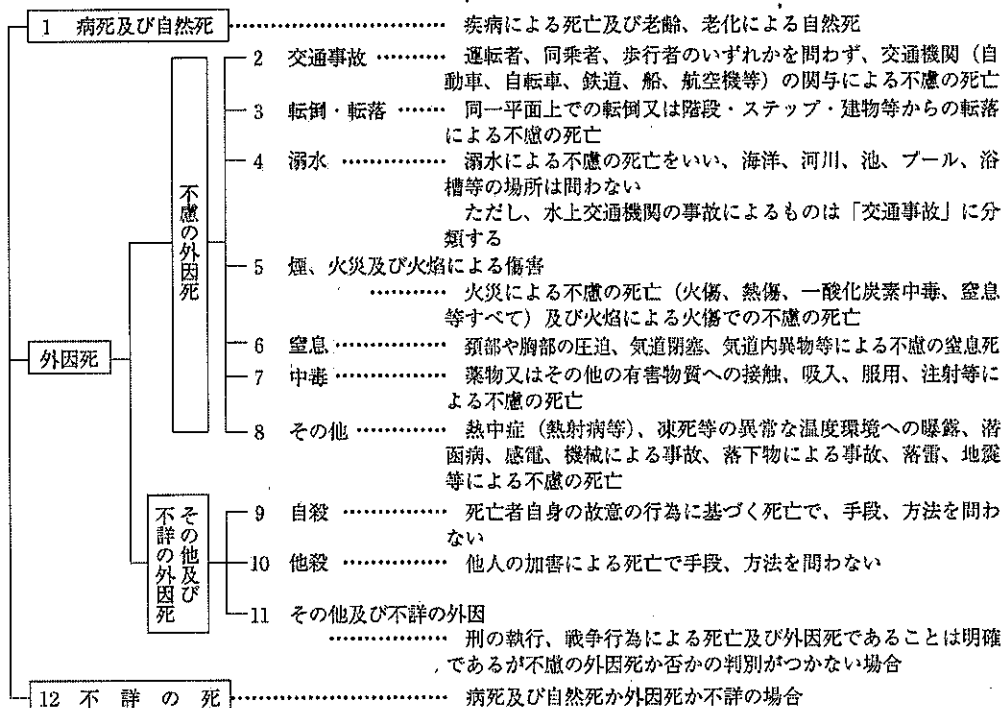 1 病死及び自然死 ……………… 疾病による死亡及び老齢、老化による自然死
2 交通事故 ………… 運転者、同乗者、歩行者のいずれかを問わず、交通機関（自
動車、自転車、鉄道、船、航空機等）の関与による不慮の死亡
3 転倒・転落 …… 同一平面上での転倒又は階段・ステップ・建物等からの転落
による不慮の死亡
4 溺水 …………… 溺水による不慮の死亡をいい、海洋、河川、池、プール、浴
槽等の場所は問わない
ただし、水上交通機関の事故によるものは「交通事故」に分
類する
不慮の外因死
5 煙、火災及び火焔による傷害
………… 火災による不慮の死亡（火傷、熱傷、一酸化炭素中毒、窒息
等すべて）及び火焔による火傷での不慮の死亡
外因死
6 窒息 …………… 頚部や胸部の圧迫、気道閉塞、気道内異物等による不慮の窒息死
7 中毒 …………… 薬物又はその他の有害物質への接触、吸入、服用、注射等に
よる不慮の死亡
8 その他 ………… 熱中症（熱射病等）、凍死等の異常な温度環境への曝露、潜
函病、感電、機械による事故、落下物による事故、落雷、地震
等による不慮の死亡
その他及び
不詳の外因死
9 自殺 …………… 死亡者自身の故意の行為に基づく死亡で、手段、方法を問わ
ない
10 他殺 …………… 他人の加害による死亡で手段、方法を問わない
11 その他及び不詳の外因
……………… 刑の執行、戦争行為による死亡及び外因死であることは明確
であるが不慮の外因死か否かの判別がつかない場合
12 不詳の死 ……………… 病死及び自然死か外因死か不詳の場合